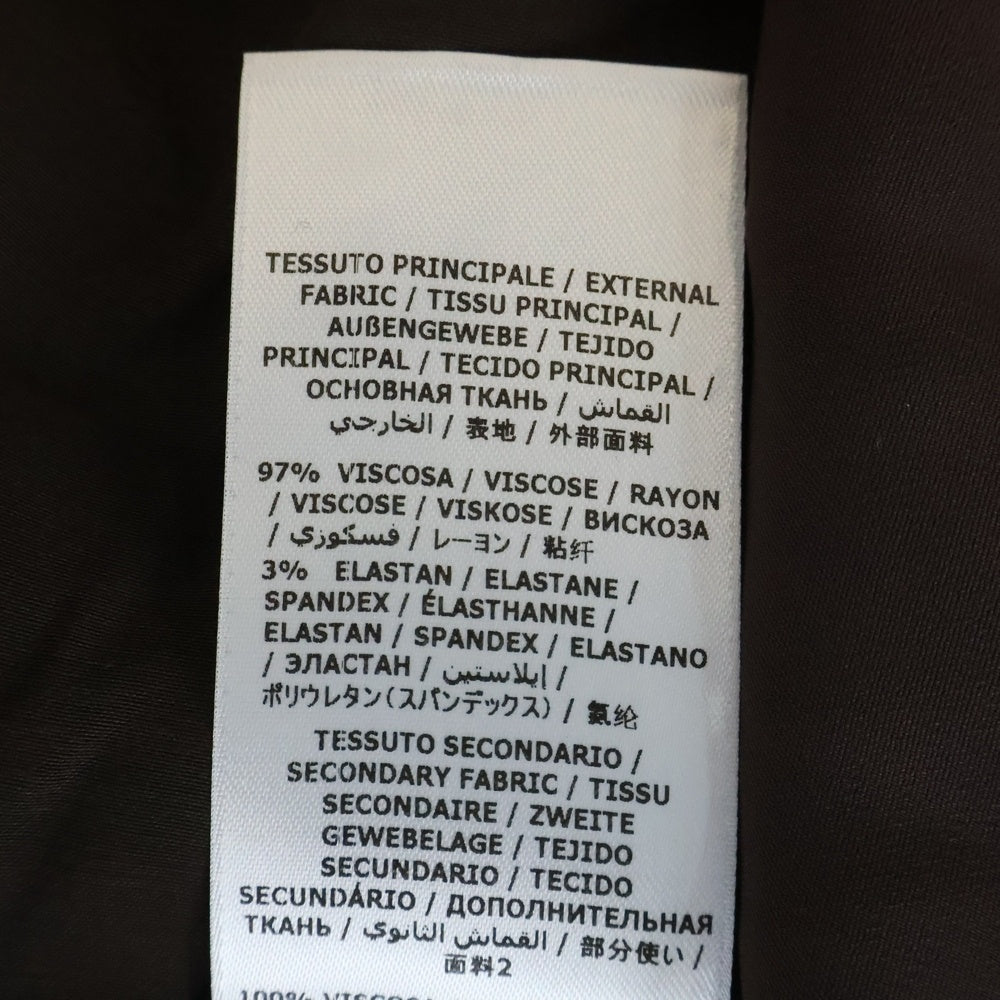 TESSUTO PRINCIPALE / EXTERNAL
FABRIC / TISSU PRINCIPAL /
AUßENGEWEBE / TEJIDO
PRINCIPAL / TECIDO PRINCIPAL /
ОСНОВНАЯ ТКАНЬ / القماش
الخارجي / 表地 / 外部面料
97% VISCOSA / VISCOSE / RAYON
/ VISCOSE / VISKOSE / ВИСКОЗА
/ فسكوزي / レーヨン / 粘纤
3% ELASTAN / ELASTANE /
SPANDEX / ÉLASTHANNE /
ELASTAN / SPANDEX / ELASTANO
/ ЭЛАСТАН / إيلاستين /
ポリウレタン(スパンデックス) / 氨纶
TESSUTO SECONDARIO /
SECONDARY FABRIC / TISSU
SECONDAIRE / ZWEITE
GEWEBELAGE / TEJIDO
SECUNDARIO / TECIDO
SECUNDÁRIO / ДОПОЛНИТЕЛЬНАЯ
ТКАНЬ / القماش الثانوي / 部分使い /
面料2
100%